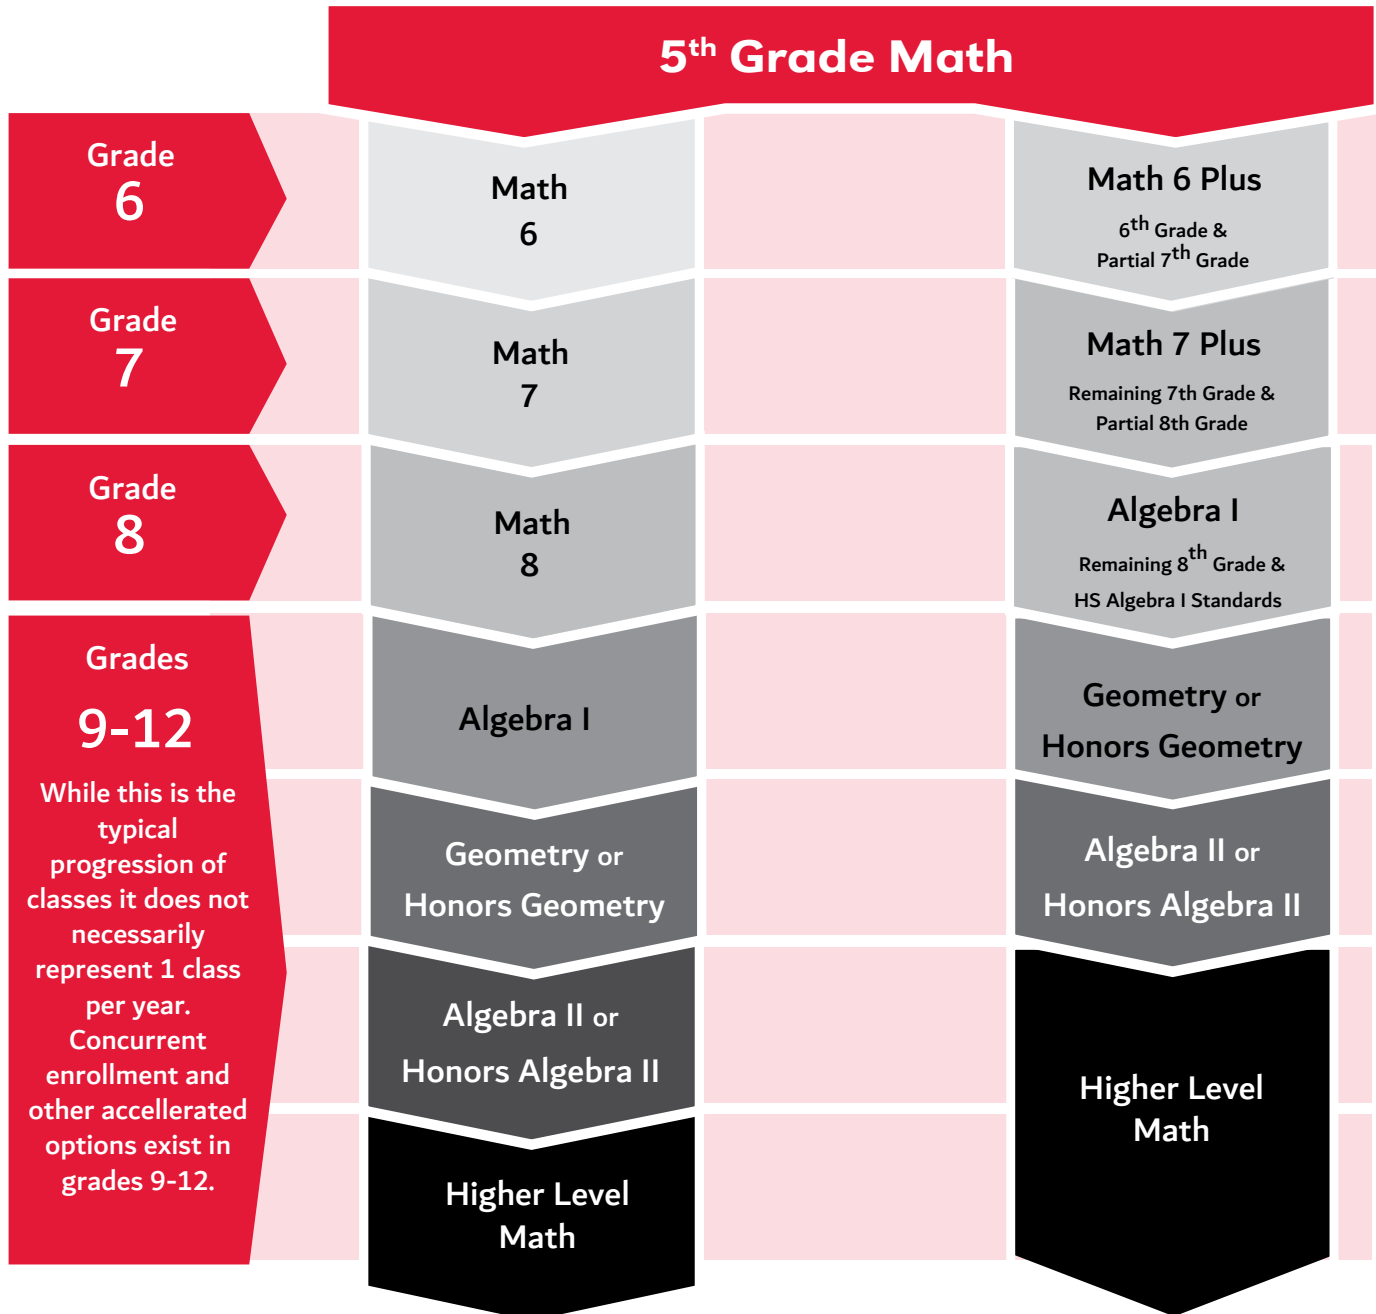 5th Grade Math
Grade
6
Math
6
Math 6 Plus
6th Grade &
Partial 7th Grade
Grade
7
Math
7
Math 7 Plus
Remaining 7th Grade &
Partial 8th Grade
Grade
8
Math
8
Algebra I
Remaining 8th Grade &
HS Algebra I Standards
Grades
9-12
While this is the
typical
progression of
classes it does not
necessarily
represent 1 class
per year.
Concurrent
enrollment and
other accellerated
options exist in
grades 9-12.
Algebra I
Geometry or
Honors Geometry
Algebra II or
Honors Algebra II
Higher Level
Math
Geometry or
Honors Geometry
Algebra II or
Honors Algebra II
Higher Level
Math